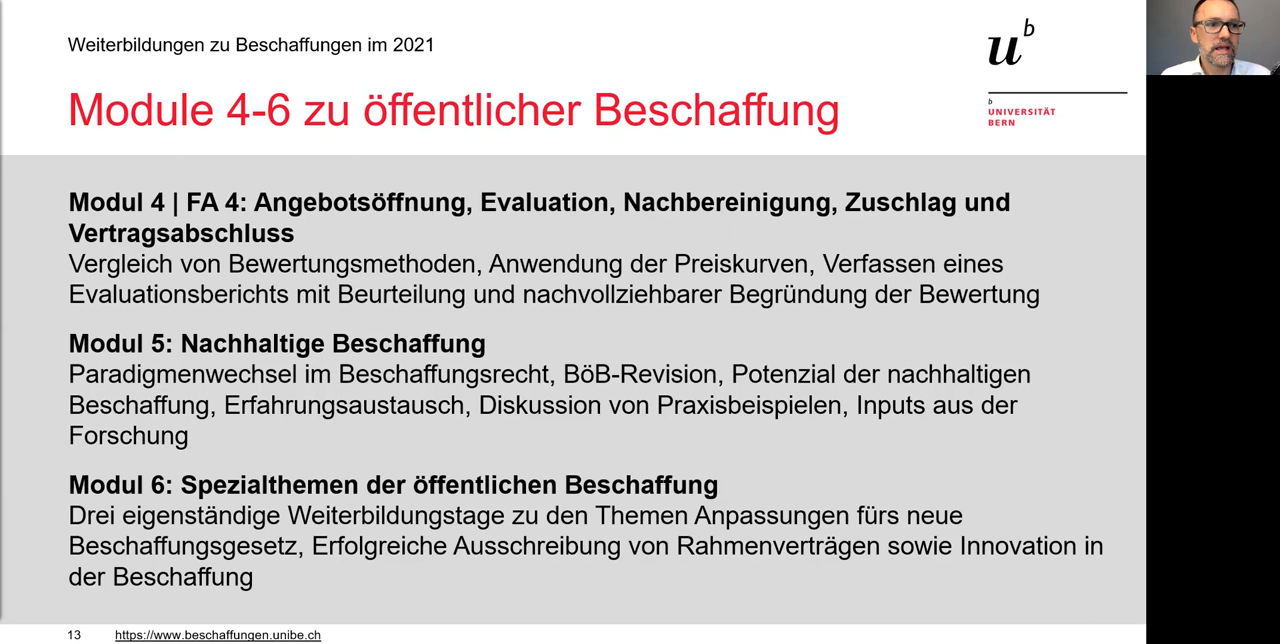 Weiterbildungen zu Beschaffungen im 2021
u b
Module 4-6 zu öffentlicher Beschaffung
b
UNIVERSITÄT
BERN
Modul 4 | FA 4: Angebotsöffnung, Evaluation, Nachbereinigung, Zuschlag und
Vertragsabschluss
Vergleich von Bewertungsmethoden, Anwendung der Preiskurven, Verfassen eines
Evaluationsberichts mit Beurteilung und nachvollziehbarer Begründung der Bewertung
Modul 5: Nachhaltige Beschaffung
Paradigmenwechsel im Beschaffungsrecht, BöB-Revision, Potenzial der nachhaltigen
Beschaffung, Erfahrungsaustausch, Diskussion von Praxisbeispielen, Inputs aus der
Forschung
Modul 6: Spezialthemen der öffentlichen Beschaffung
Drei eigenständige Weiterbildungstage zu den Themen Anpassungen fürs neue
Beschaffungsgesetz, Erfolgreiche Ausschreibung von Rahmenverträgen sowie Innovation in
der Beschaffung
13 https://www.beschaffungen.unibe.ch